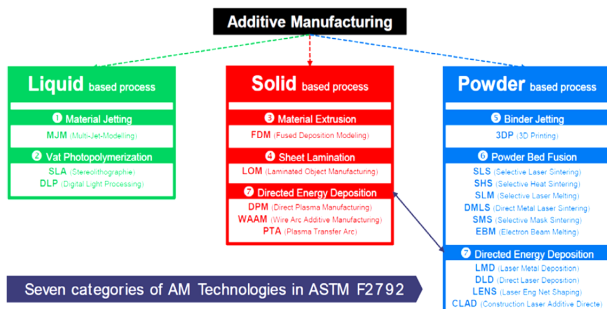 Additive Manufacturing
Liquid based process
❶ Material Jetting
MJM (Multi-Jet-Modelling)
❷ Vat Photopolymerization
SLA (Stereolithographie)
DLP (Digital Light Processing)
Solid based process
❸ Material Extrusion
FDM (Fused Deposition Modeling)
❹ Sheet Lamination
LOM (Laminated Object Manufacturing)
❼ Directed Energy Deposition
DPM (Direct Plasma Manufacturing)
WAAM (Wire Arc Additive Manufacturing)
PTA (Plasma Transfer Arc)
Powder based process
❺ Binder Jetting
3DP (3D Printing)
❻ Powder Bed Fusion
SLS (Selective Laser Sintering)
SHS (Selective Heat Sintering)
SLM (Selective Laser Melting)
DMLS (Direct Metal Laser Sintering)
SMS (Selective Mask Sintering)
EBM (Electron Beam Melting)
❼ Directed Energy Deposition
LMD (Laser Metal Deposition)
DLD (Direct Laser Deposition)
LENS (Laser Eng Net Shaping)
CLAD (Construction Laser Additive Directe)
Seven categories of AM Technologies in ASTM F2792